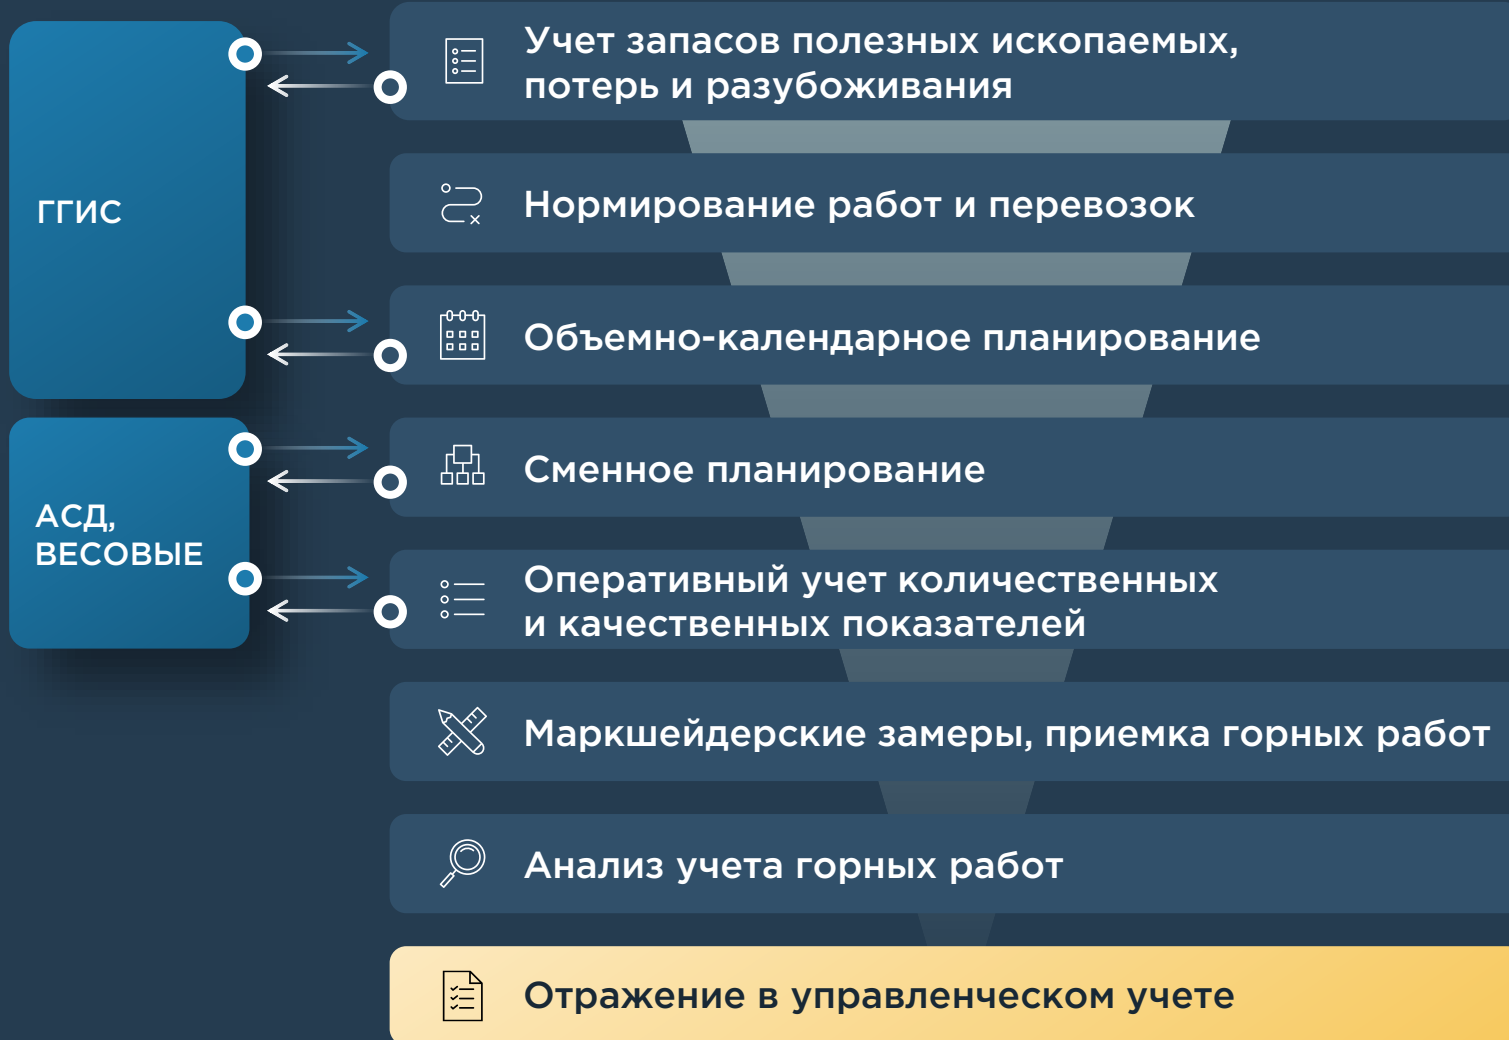 ГГИС
АСД,
ВЕСОВЫЕ
Учет запасов полезных ископаемых,
потерь и разубоживания
Нормирование работ и перевозок
Объемно-календарное планирование
Сменное планирование
Оперативный учет количественных
и качественных показателей
Маркшейдерские замеры, приемка горных работ
Анализ учета горных работ
Отражение в управленческом учете